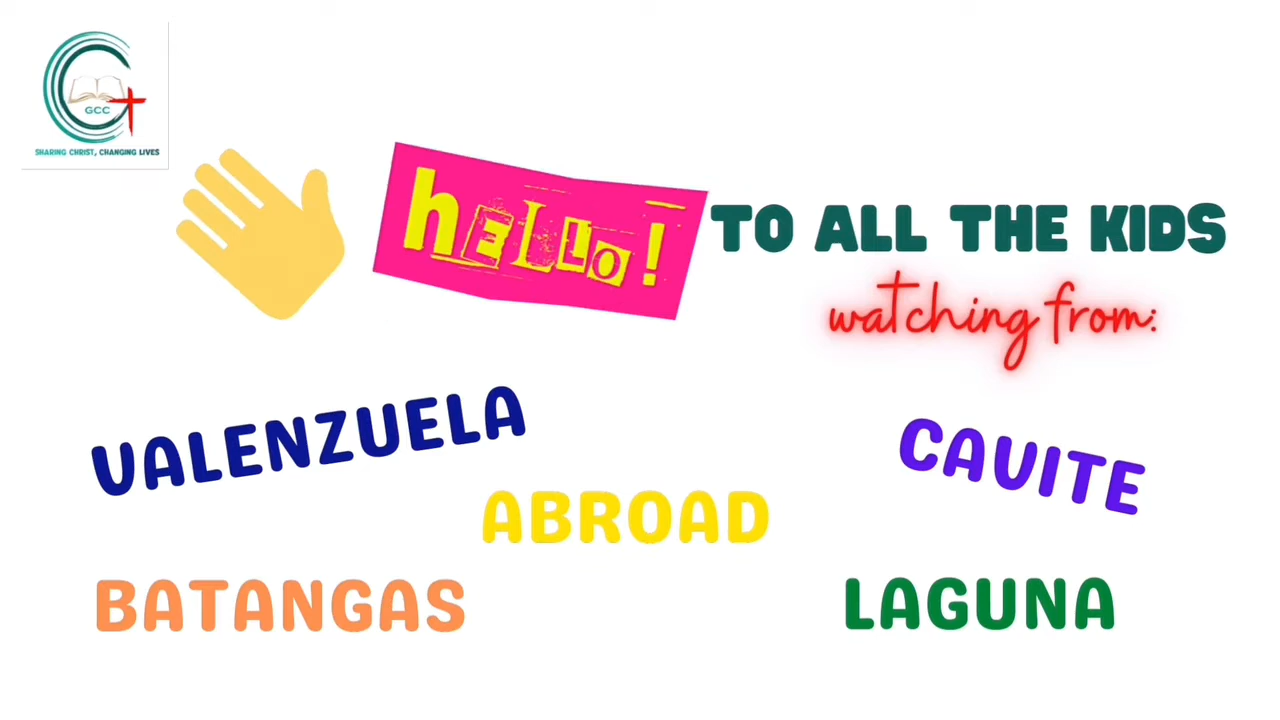 GCC
SHARING CHRIST, CHANGING LIVES
hELLO! TO ALL THE KIDS
watching from:
VALENZUELA
CAVITE
ABROAD
BATANGAS
LAGUNA